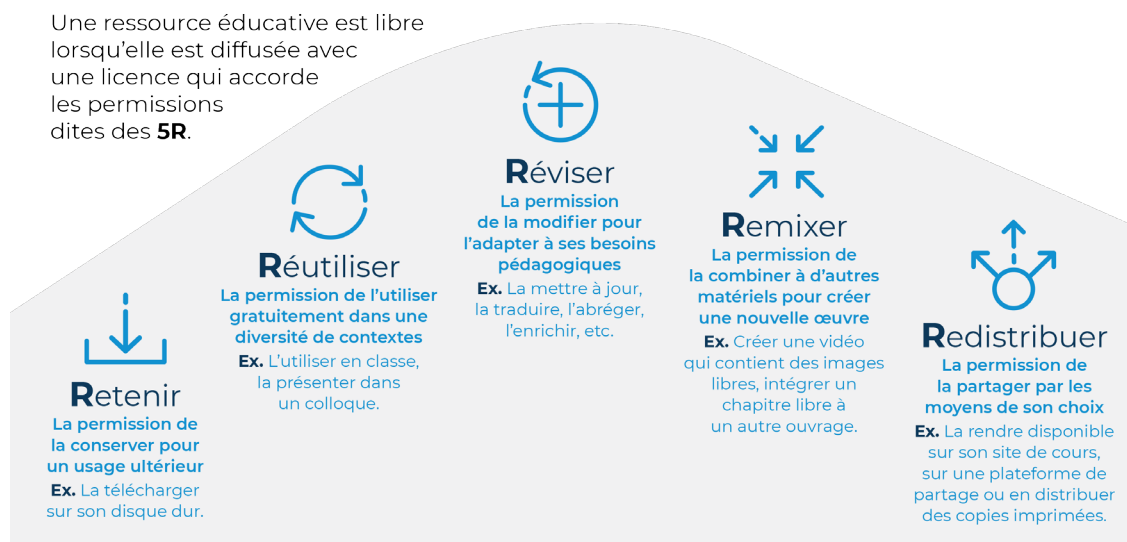 Une ressource éducative est libre
lorsqu’elle est diffusée avec
une licence qui accorde
les permissions
dites des 5R.
Retenir
La permission de
la conserver pour
un usage ultérieur
Ex. La télécharger
sur son disque dur.
Réutiliser
La permission de l’utiliser
gratuitement dans une
diversité de contextes
Ex. L’utiliser en classe,
la présenter dans
un colloque.
Réviser
La permission
de la modifier pour
l’adapter à ses besoins
pédagogiques
Ex. La mettre à jour,
la traduire, l’abréger,
l’enrichir, etc.
Remixer
La permission de
la combiner à d’autres
matériels pour créer
une nouvelle œuvre
Ex. Créer une vidéo
qui contient des images
libres, intégrer un
chapitre libre à
un autre ouvrage.
Redistribuer
La permission de
la partager par les
moyens de son choix
Ex. La rendre disponible
sur son site de cours,
sur une plateforme de
partage ou en distribuer
des copies imprimées.